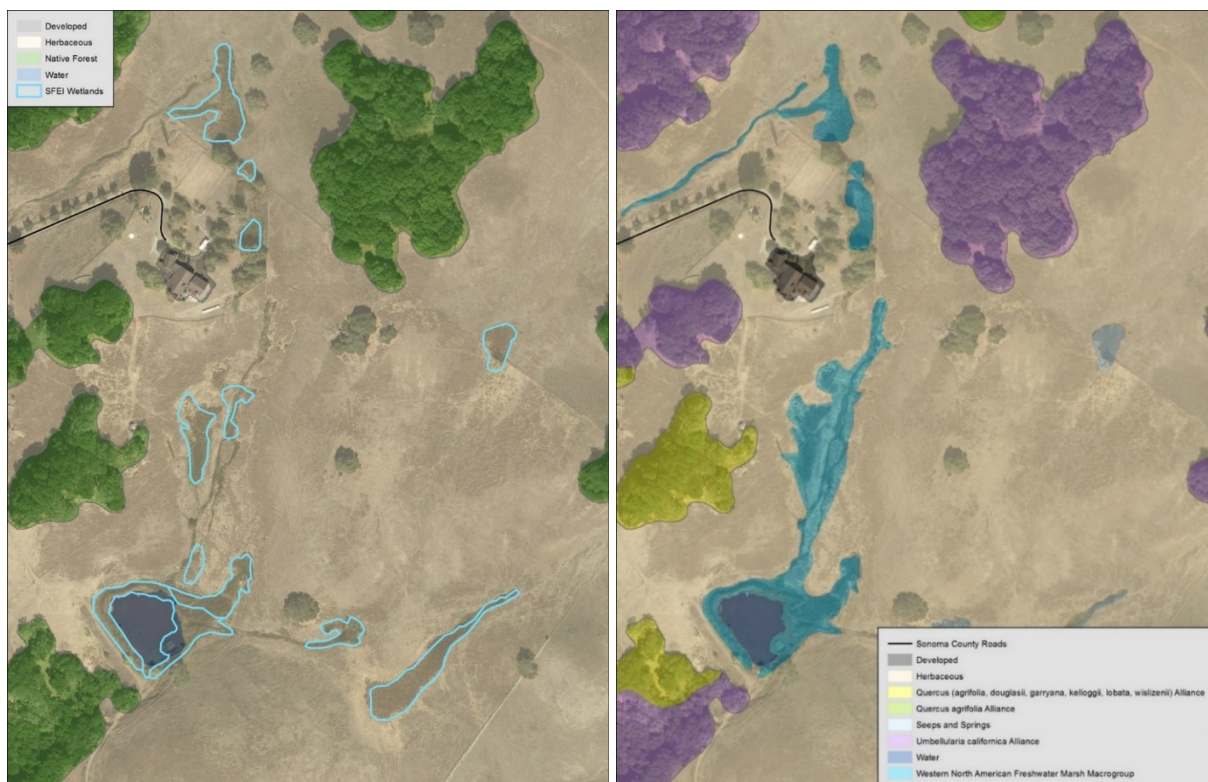 Developed
Herbaceous
Native Forest
Water
SFEI Wetlands
Sonoma County Roads
Developed
Herbaceous
Quercus (agrifolia, douglasii, garryana, kelloggii, lobata, wislizenii) Alliance
Quercus agrifolia Alliance
Seeps and Springs
Umbellularia californica Alliance
Water
Western North American Freshwater Marsh Macrogroup